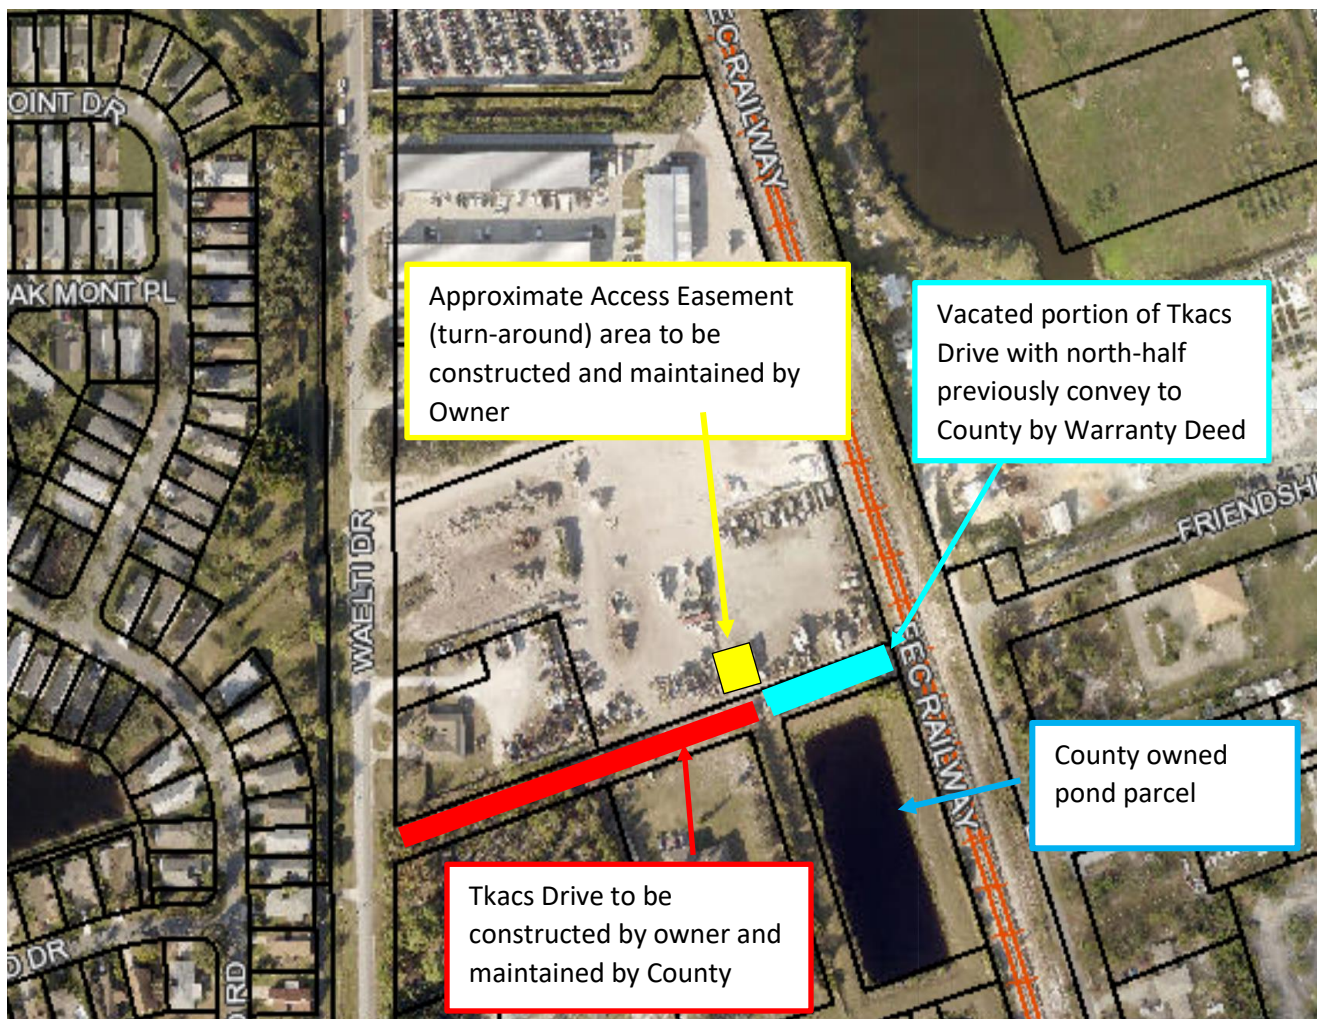 EC RAILWAY
OINT DR
AK MONT PL
Approximate Access Easement
(turn-around) area to be
constructed and maintained by
Owner
Vacated portion of Tkacs
Drive with north-half
previously convey to
County by Warranty Deed
WAELTI DR
FRIENDSHI
EC RAILWAY
County owned
pond parcel
Tkacs Drive to be
constructed by owner and
maintained by County
D DR
RD